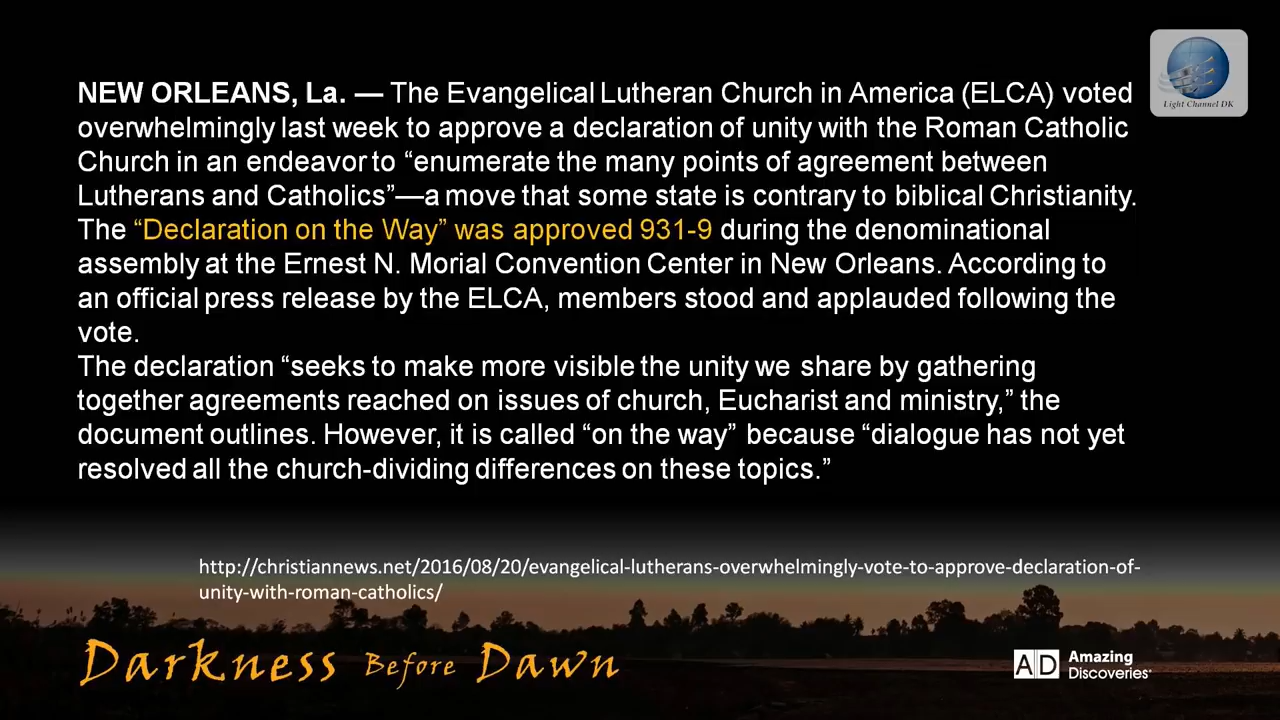 Light Channel DK
NEW ORLEANS, La. — The Evangelical Lutheran Church in America (ELCA) voted
overwhelmingly last week to approve a declaration of unity with the Roman Catholic
Church in an endeavor to “enumerate the many points of agreement between
Lutherans and Catholics”—a move that some state is contrary to biblical Christianity.
The “Declaration on the Way” was approved 931-9 during the denominational
assembly at the Ernest N. Morial Convention Center in New Orleans. According to
an official press release by the ELCA, members stood and applauded following the
vote.
The declaration “seeks to make more visible the unity we share by gathering
together agreements reached on issues of church, Eucharist and ministry,” the
document outlines. However, it is called “on the way” because “dialogue has not yet
resolved all the church-dividing differences on these topics.”
http://christiannews.net/2016/08/20/evangelical-lutherans-overwhelmingly-vote-to-approve-declaration-of-
unity-with-roman-catholics/
Darkness Before Dawn
AD Amazing
Discoveries